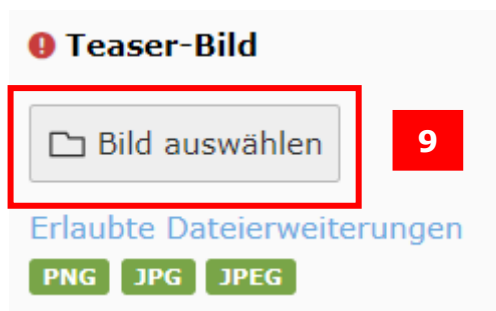 Teaser-Bild
Bild auswählen 9
Erlaubte Dateierweiterungen
PNG JPG JPEG